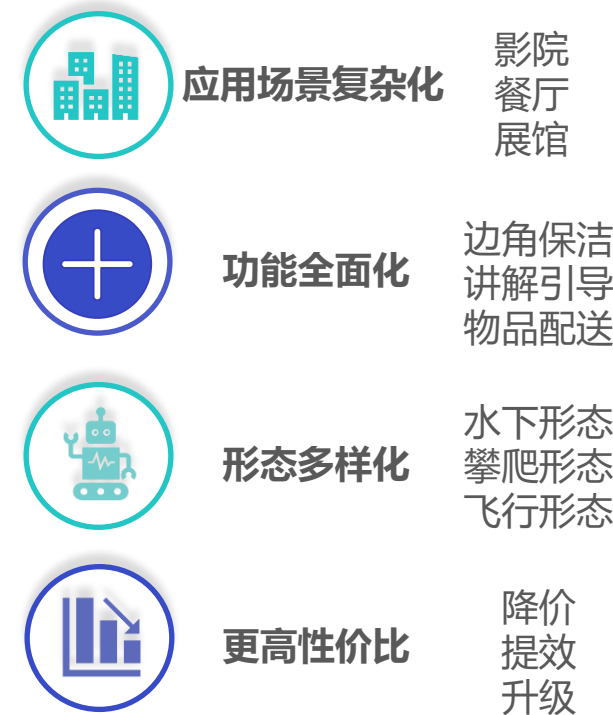 应用场景复杂化
影院
餐厅
展馆
功能全面化
边角保洁
讲解引导
物品配送
形态多样化
水下形态
攀爬形态
飞行形态
更高性价比
降价
提效
升级